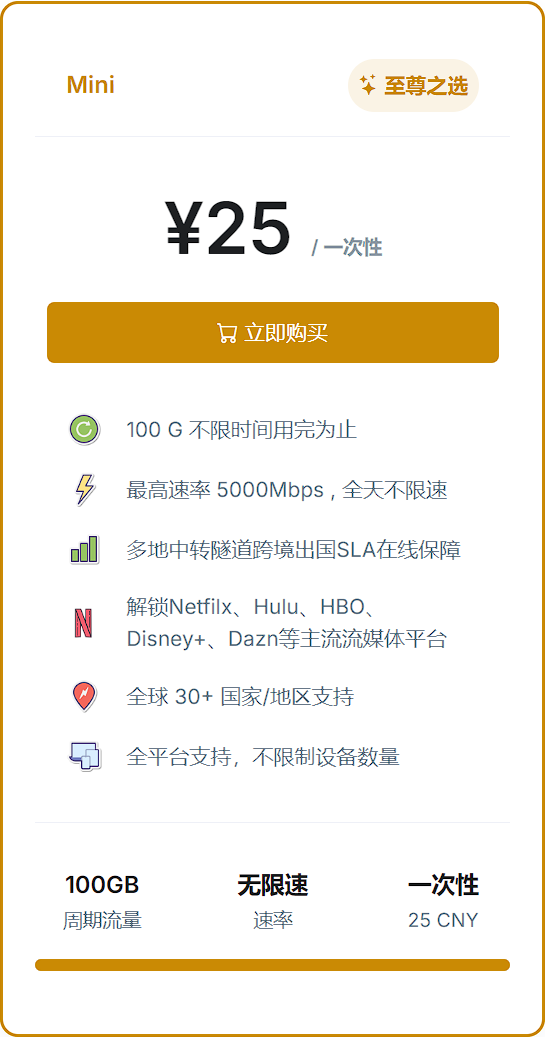 Mini
至尊之选
¥25 / 一次性
立即购买
100 G 不限时间用完为止
最高速率 5000Mbps , 全天不限速
多地中转隧道跨境出国SLA在线保障
解锁Netfilx、Hulu、HBO、
Disney+、Dazn等主流流媒体平台
全球 30+ 国家/地区支持
全平台支持，不限制设备数量
100GB 无限速 一次性
周期流量 速率 25 CNY